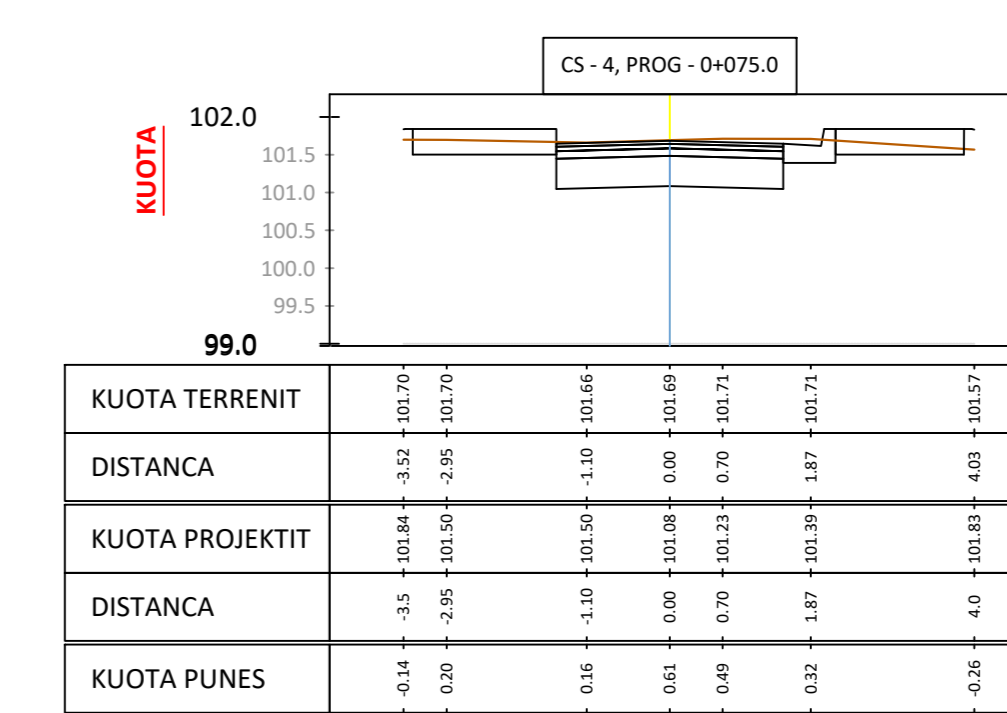 CS - 4, PROG - 0+075.0
KUOTA
102.0
101.5
101.0
100.5
100.0
99.5
99.0
KUOTA TERRENIT 101.70 101.70 101.66 101.69 101.71 101.71 101.57
DISTANCA -3.52 -2.95 -1.10 0.00 0.70 1.87 4.03
KUOTA PROJEKTIT 101.84 101.50 101.50 101.08 101.23 101.39 101.83
DISTANCA -3.5 -2.95 -1.10 0.00 0.70 1.87 4.0
KUOTA PUNES -0.14 0.20 0.16 0.61 0.49 0.32 -0.26